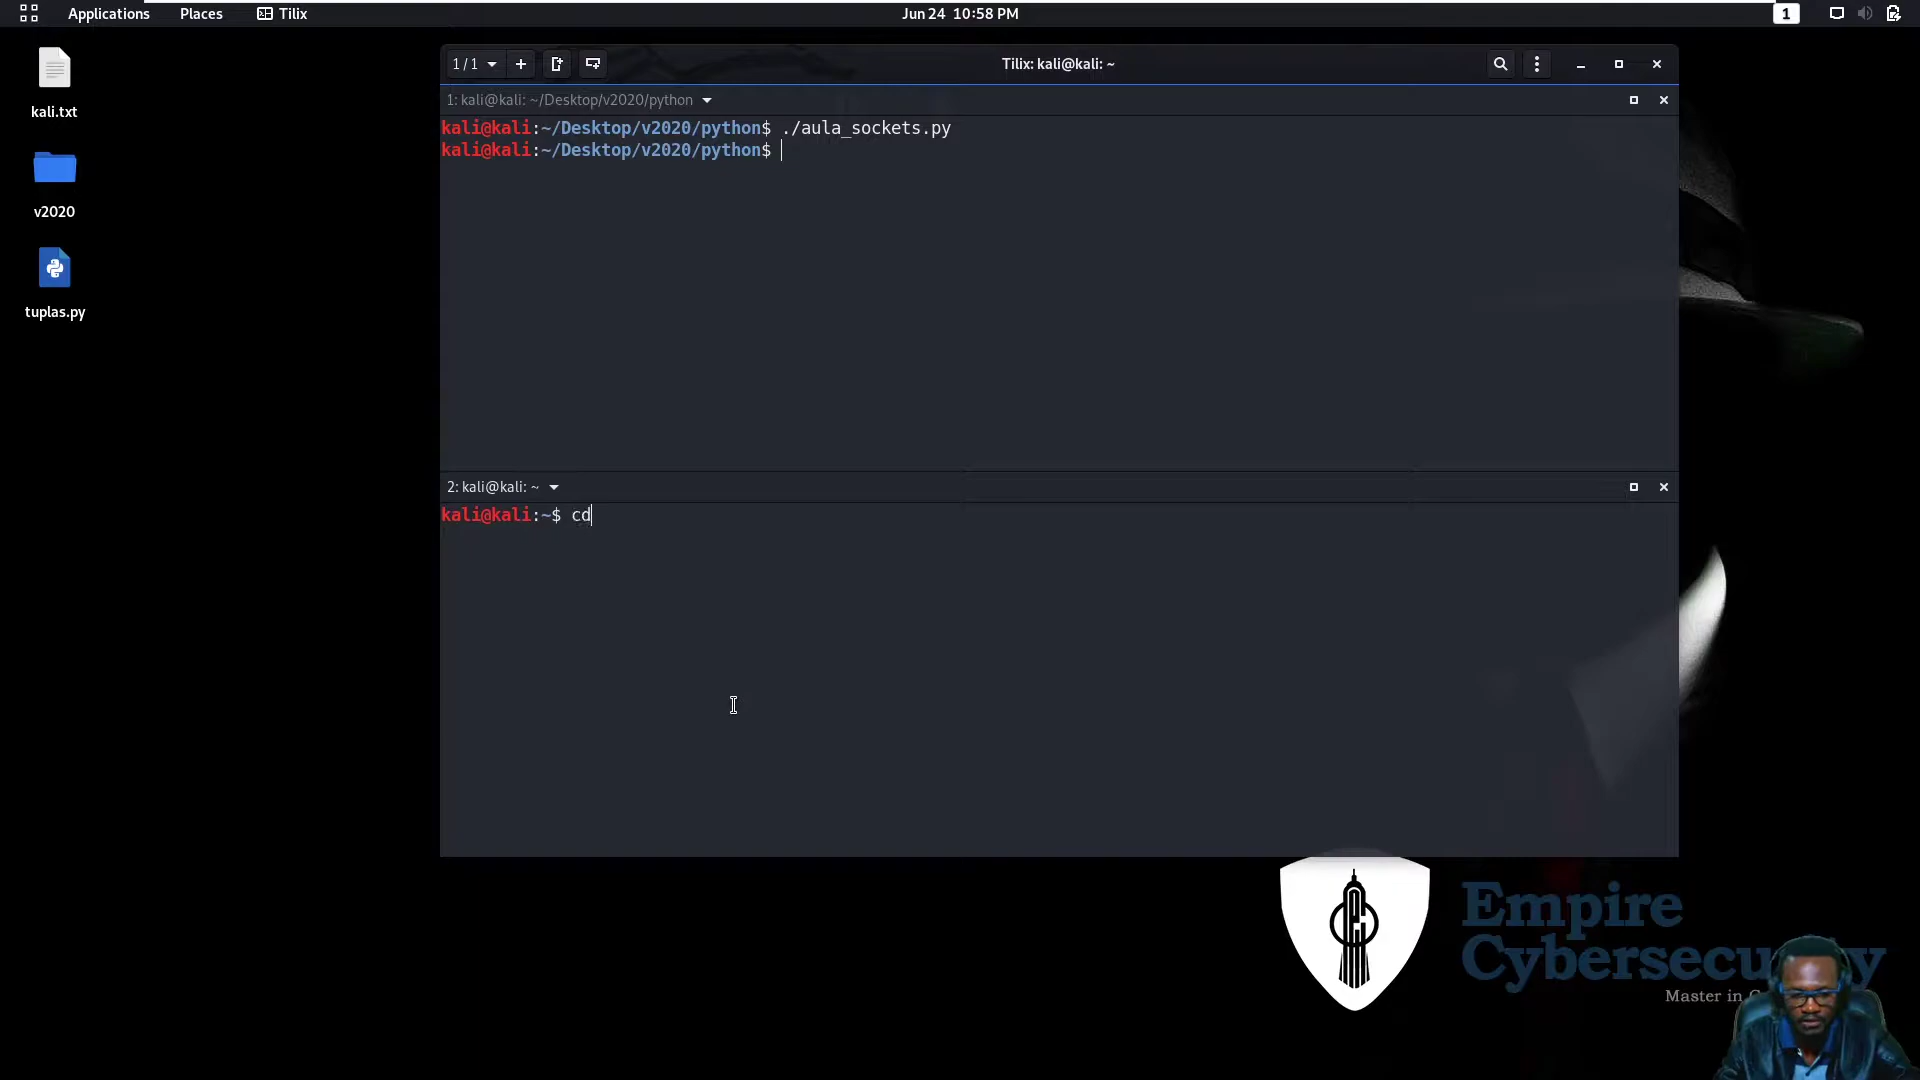 Applications Places Tilix Jun 24 10:58 PM 1
kali.txt
v2020
tuplas.py
1 / 1 Tilix: kali@kali: ~
1: kali@kali: ~/Desktop/v2020/python
kali@kali:~/Desktop/v2020/python$ ./aula_sockets.py
kali@kali:~/Desktop/v2020/python$
2: kali@kali: ~
kali@kali:~$ cd
Empire
Cybersecu y
Master in